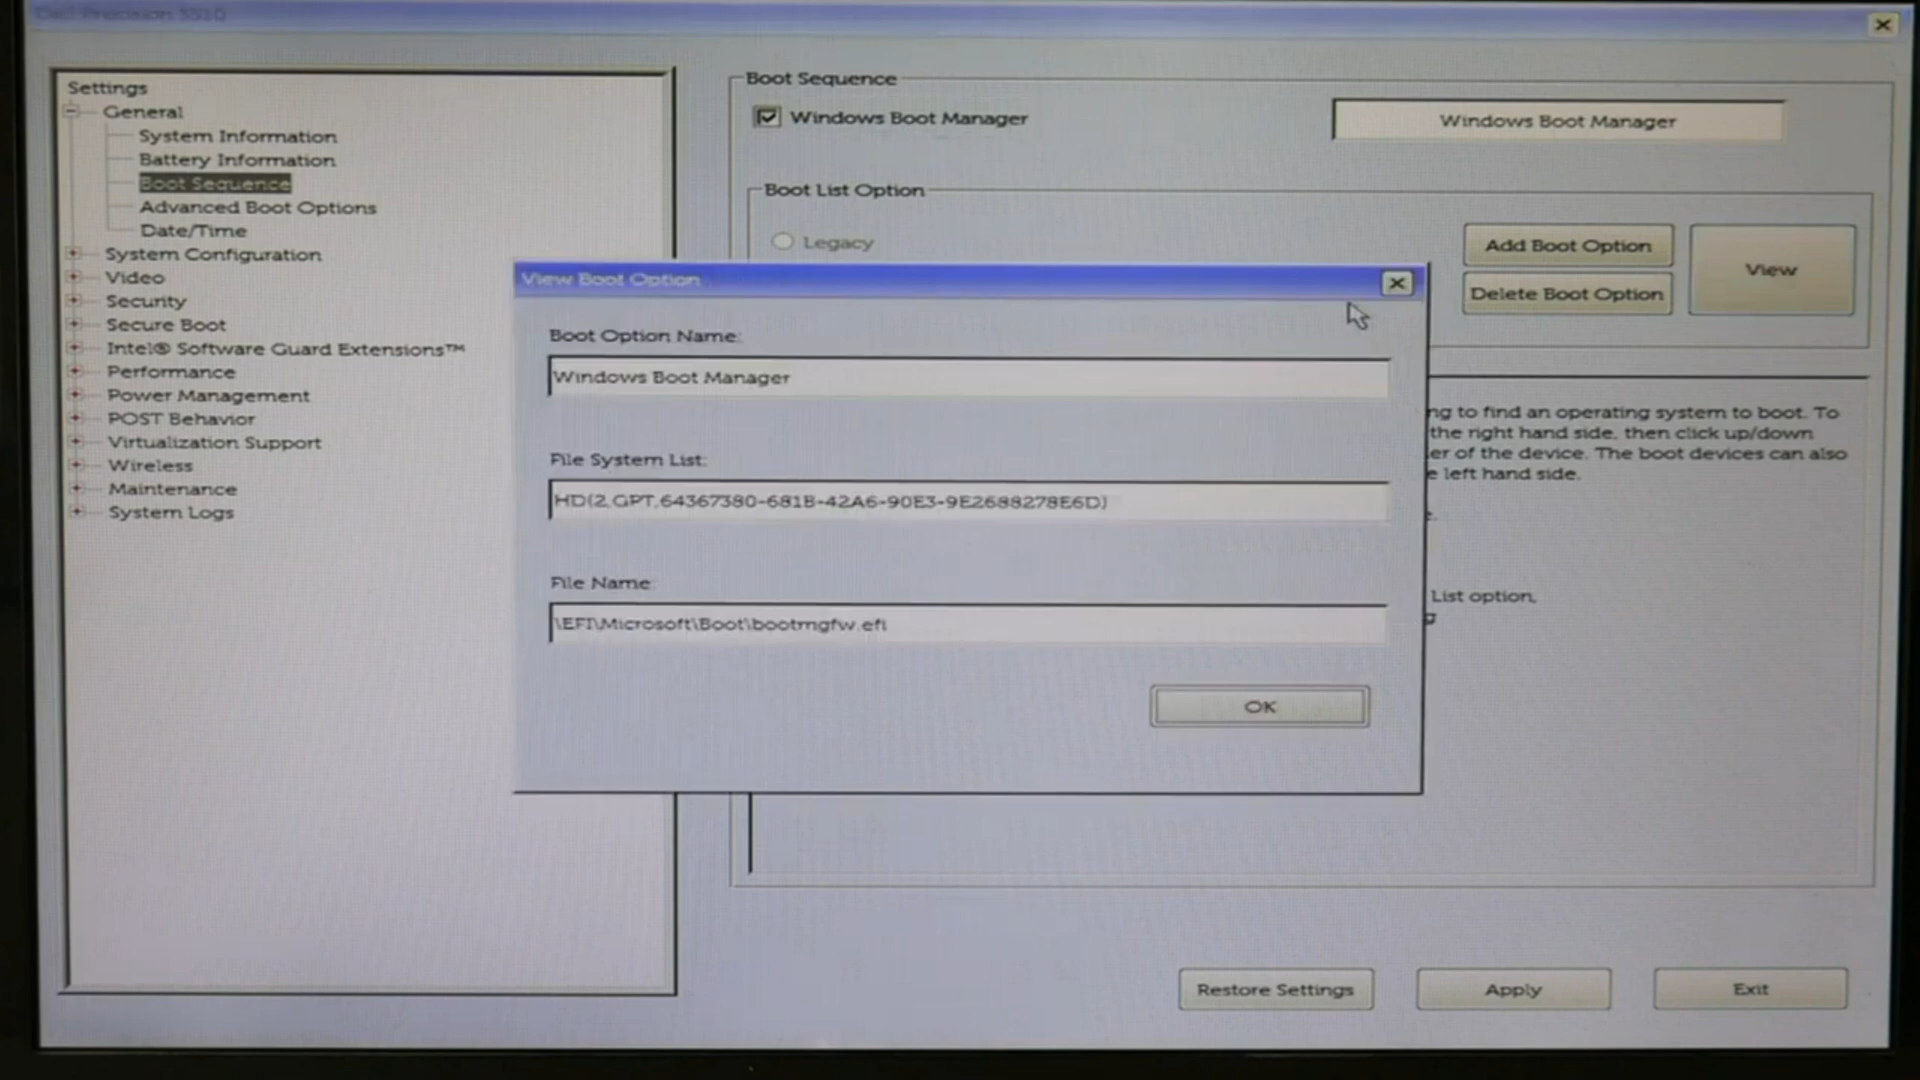 Dell Precision 5510
Settings
General
System Information
Battery Information
Boot Sequence
Advanced Boot Options
Date/Time
System Configuration
Video
Security
Secure Boot
Intel® Software Guard Extensions™
Performance
Power Management
POST Behavior
Virtualization Support
Wireless
Maintenance
System Logs
Boot Sequence
Windows Boot Manager
Windows Boot Manager
Boot List Option
Legacy
Add Boot Option
Delete Boot Option
View
View Boot Option
Boot Option Name:
Windows Boot Manager
File System List:
HD(2,GPT,64367380-681B-42A6-90E3-9E2688278E6D)
File Name:
\EFI\Microsoft\Boot\bootmgfw.efi
OK
to find an operating system to boot. To
the right hand side, then click up/down
of the device. The boot devices can also
left hand side.
List option,
Restore Settings
Apply
Exit